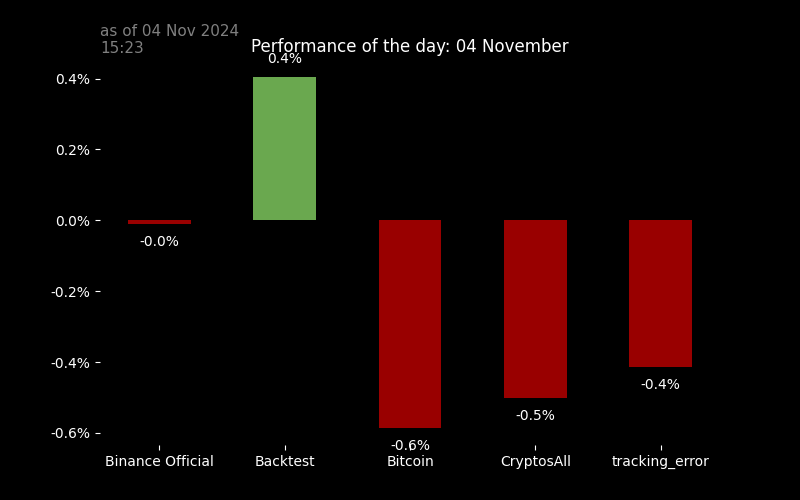 as of 04 Nov 2024
15:23
Performance of the day: 04 November
0.4%
0.4%
0.2%
0.0%
-0.0%
-0.2%
-0.4%
-0.4%
-0.5%
-0.6%
-0.6%
Binance Official
Backtest
Bitcoin
CryptosAll
tracking_error